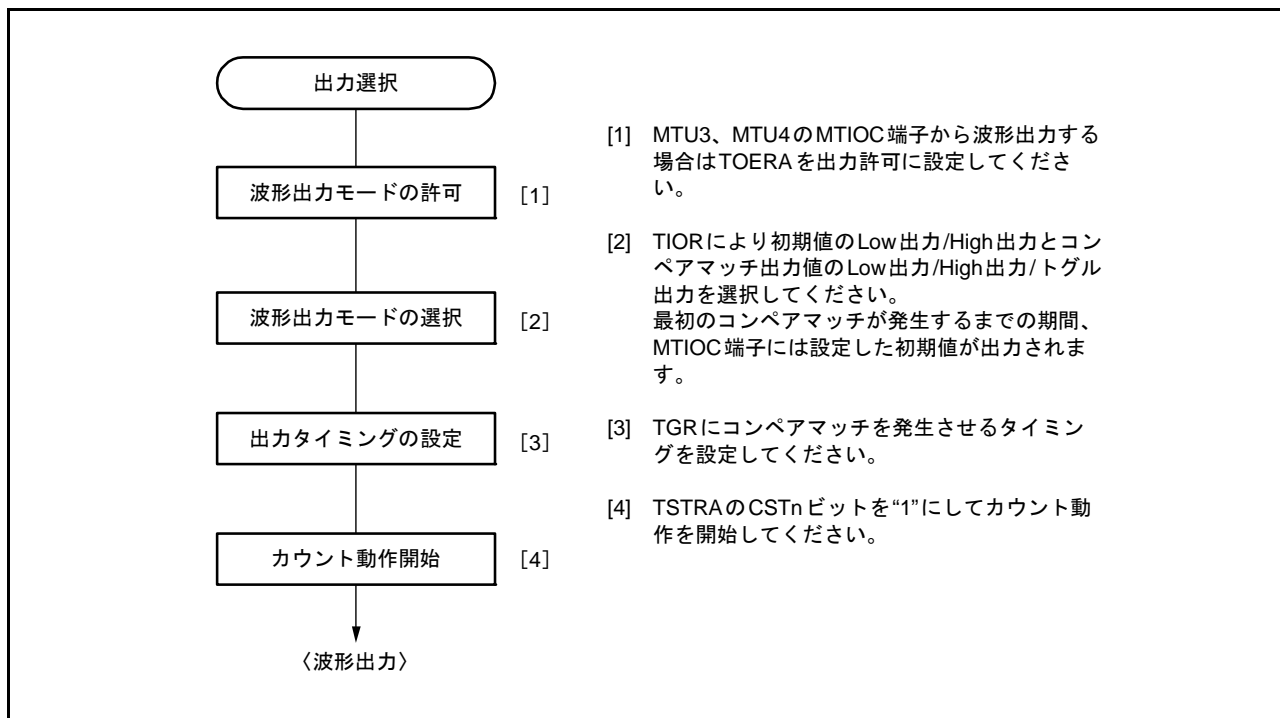 出力選択
波形出力モードの許可 [1]
波形出力モードの選択 [2]
出力タイミングの設定 [3]
カウント動作開始 [4]
〈波形出力〉
[1] MTU3、MTU4のMTIOC端子から波形出力する
場合はTOERAを出力許可に設定してくださ
い。
[2] TIORにより初期値のLow出力/High出力とコン
ペアマッチ出力値のLow出力/High出力/トグル
出力を選択してください。
最初のコンペアマッチが発生するまでの期間、
MTIOC端子には設定した初期値が出力されま
す。
[3] TGRにコンペアマッチを発生させるタイミン
グを設定してください。
[4] TSTRAのCSTnビットを“1”にしてカウント動
作を開始してください。